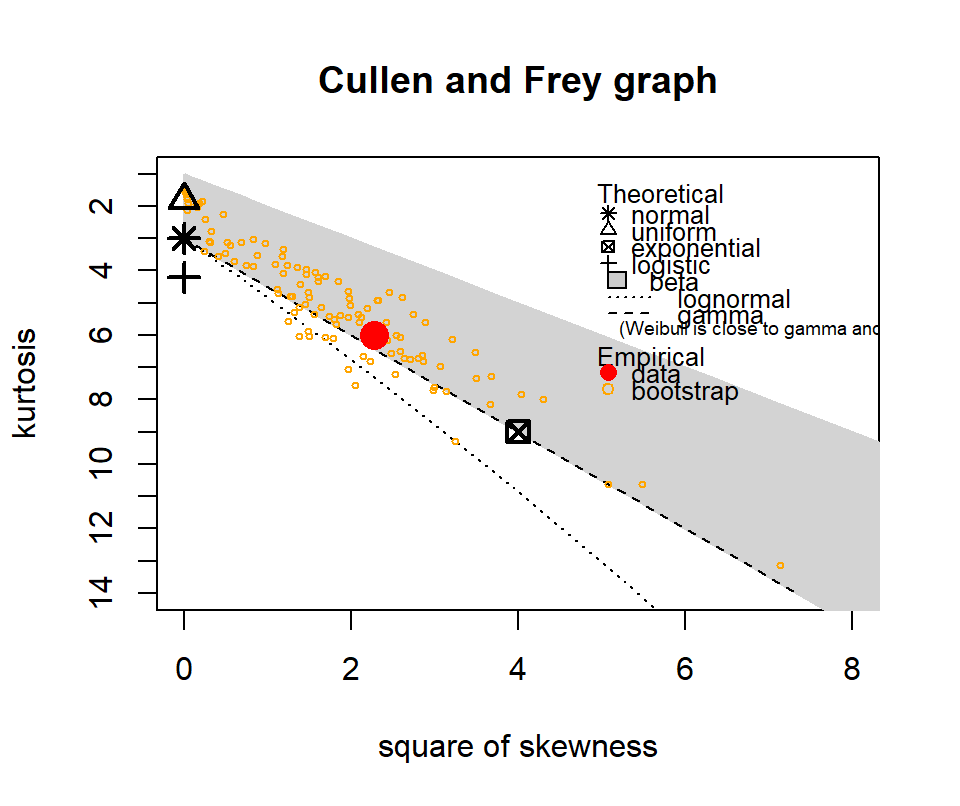 Cullen and Frey graph
kurtosis
2
4
6
8
10
12
14
0 2 4 6 8
square of skewness
Theoretical
normal
uniform
exponential
logistic
beta
lognormal
gamma
(Weibull is close to gamma and
Empirical
data
bootstrap